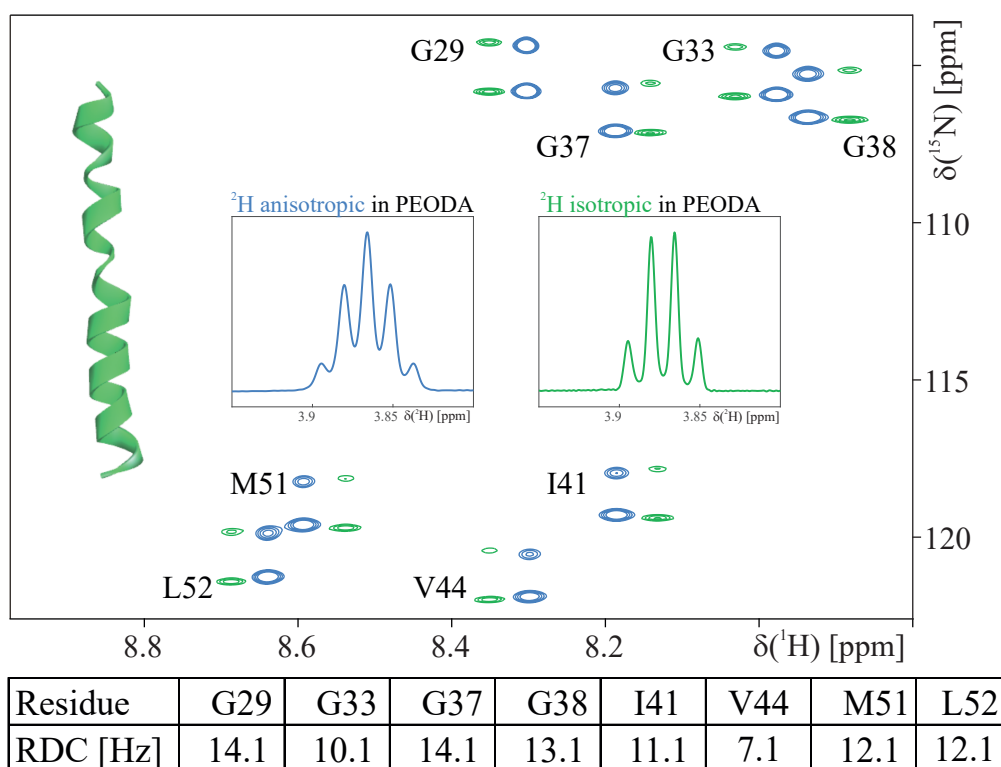 G29
G33
G37
G38
δ(¹⁵N) [ppm]
110
²H anisotropic in PEODA
²H isotropic in PEODA
3.9
3.85
δ(²H) [ppm]
3.9
3.85
δ(²H) [ppm]
115
M51
I41
120
L52
V44
8.8
8.6
8.4
8.2
δ(¹H) [ppm]
Residue G29 G33 G37 G38 I41 V44 M51 L52
RDC [Hz] 14.1 10.1 14.1 13.1 11.1 7.1 12.1 12.1